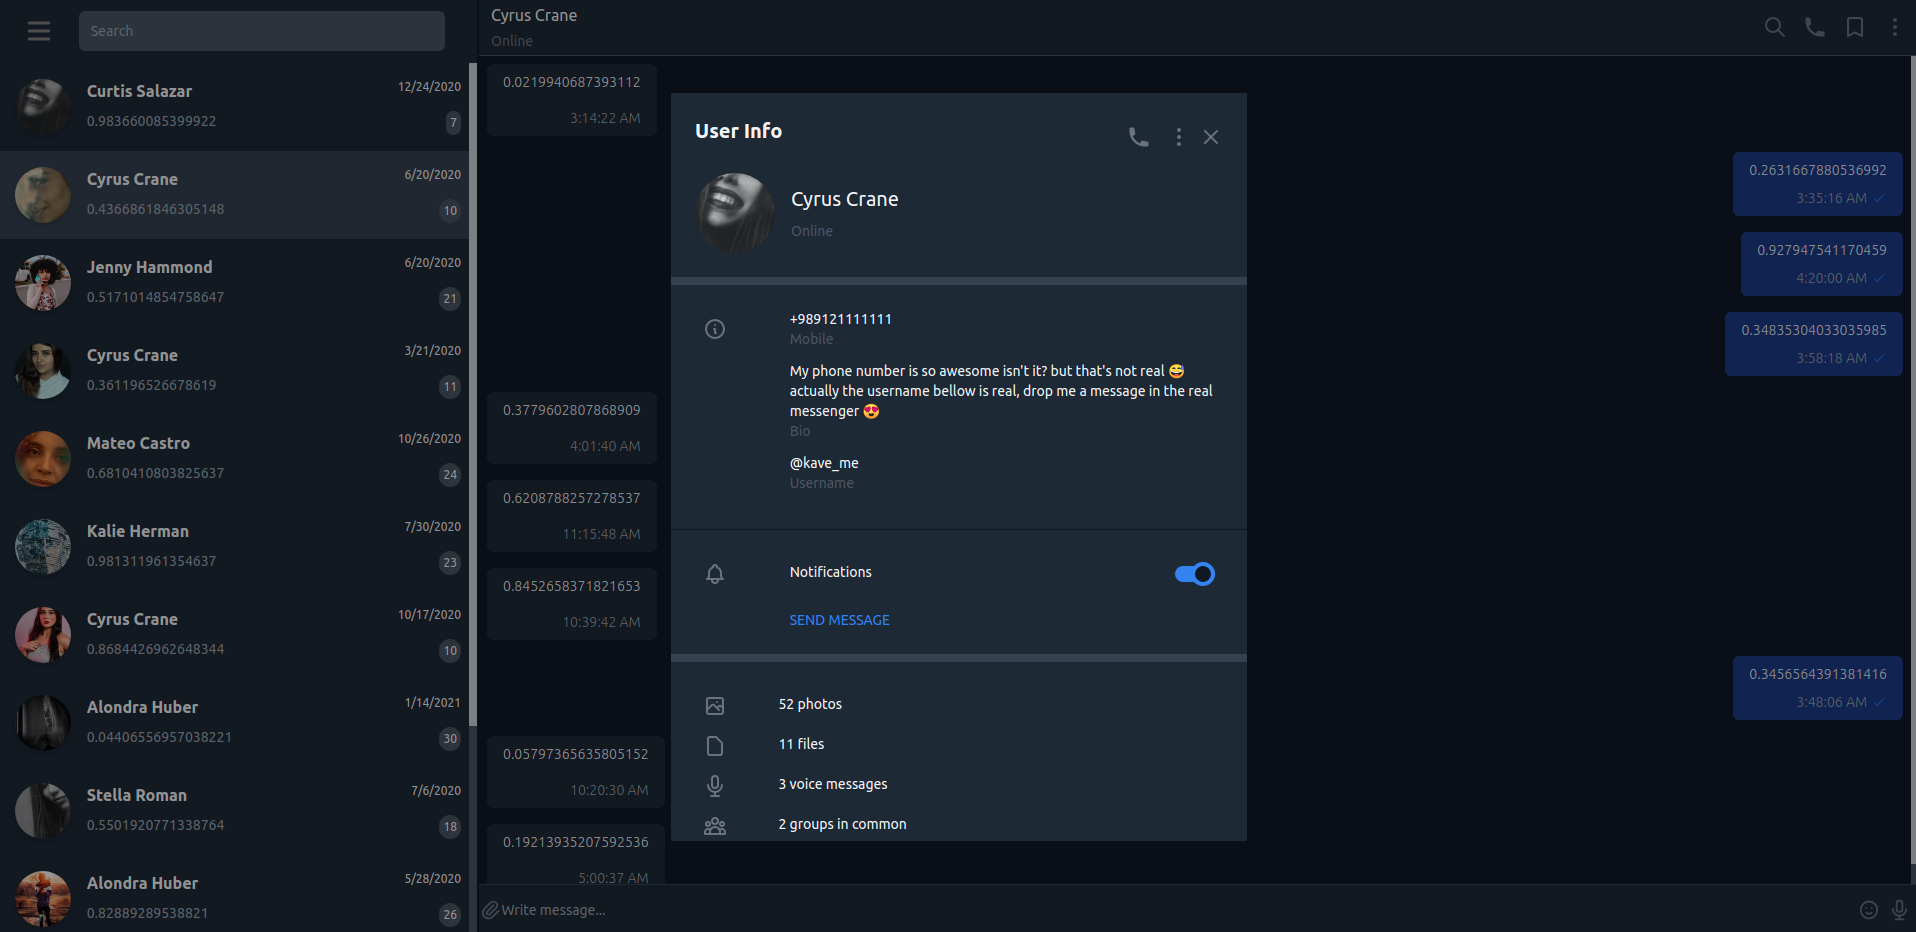 Search
Curtis Salazar
12/24/2020
0.983660085399922
7
Cyrus Crane
6/20/2020
0.4366861846305148
10
Jenny Hammond
6/20/2020
0.5171014854758647
21
Cyrus Crane
3/21/2020
0.361196526678619
11
Mateo Castro
10/26/2020
0.6810410803825637
24
Kalie Herman
7/30/2020
0.981311961354637
23
Cyrus Crane
10/17/2020
0.8684426962648344
10
Alondra Huber
1/14/2021
0.04406556957038221
30
Stella Roman
7/6/2020
0.5501920771338764
18
Alondra Huber
5/28/2020
0.82889289538821
26
Cyrus Crane
Online
0.0219940687393112
3:14:22 AM
0.2631667880536992
3:35:16 AM
0.927947541170459
4:20:00 AM
0.34835304033035985
3:58:18 AM
0.3779602807868909
4:01:40 AM
0.6208788257278537
11:15:48 AM
0.8452658371821653
10:39:42 AM
0.3456564391381416
3:48:06 AM
0.05797365635805152
10:20:30 AM
0.19213935207592536
5:00:37 AM
Write message...
User Info
Cyrus Crane
Online
+989121111111
Mobile
My phone number is so awesome isn't it? but that's not real 😅
actually the username bellow is real, drop me a message in the real
messenger 😍
Bio
@kave_me
Username
Notifications
SEND MESSAGE
52 photos
11 files
3 voice messages
2 groups in common